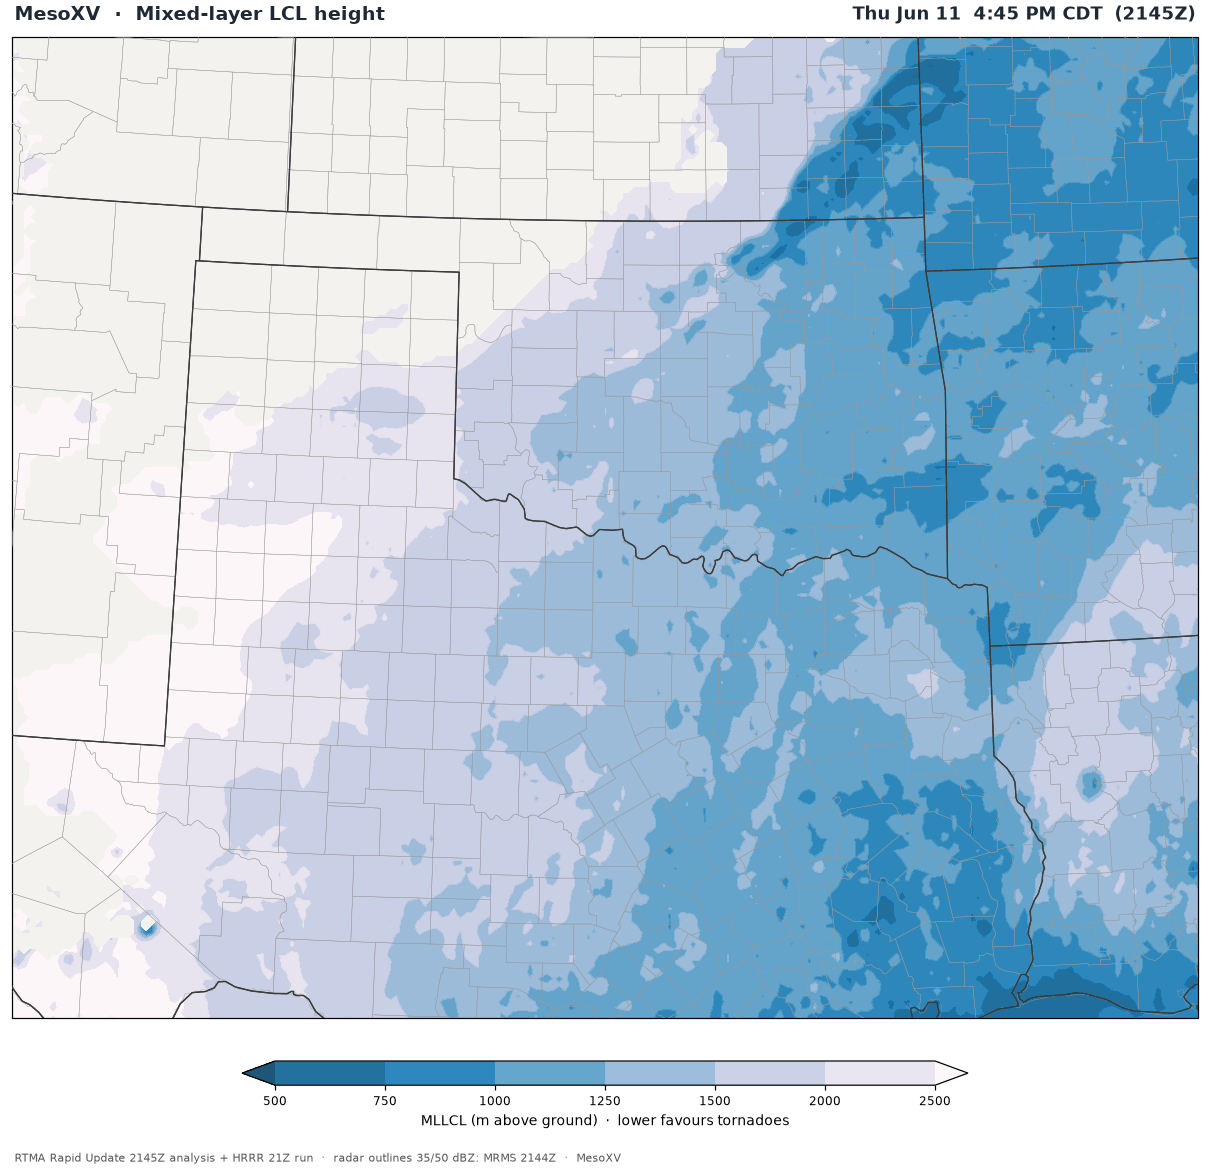 MesoXV · Mixed-layer LCL height
Thu Jun 11 4:45 PM CDT (2145Z)
500 750 1000 1250 1500 2000 2500
MLLCL (m above ground) · lower favours tornadoes
RTMA Rapid Update 2145Z analysis + HRRR 21Z run · radar outlines 35/50 dBZ: MRMS 2144Z · MesoXV